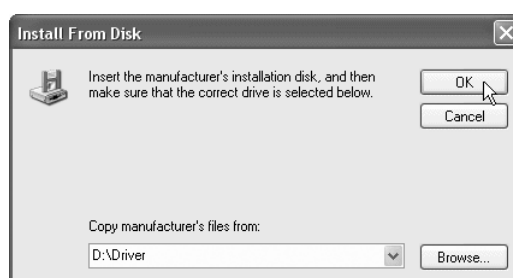 Install From Disk
Insert the manufacturer's installation disk, and then
make sure that the correct drive is selected below.
OK
Cancel
Copy manufacturer's files from:
D:\Driver
Browse...